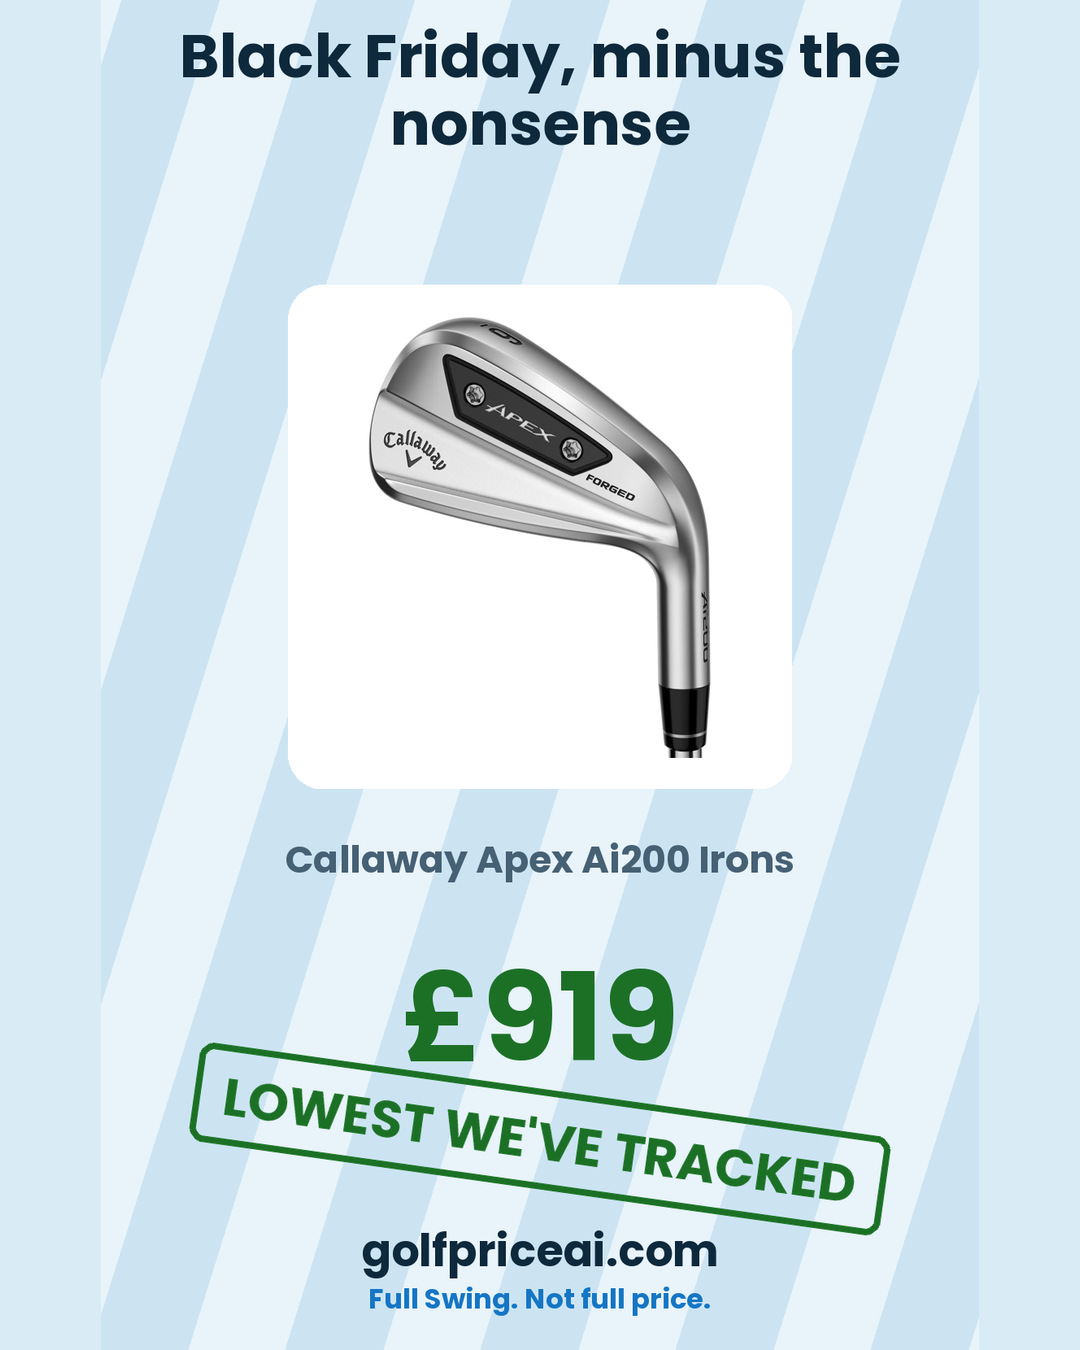 Black Friday, minus the
nonsense
6
APEX
Callaway
FORGED
Ai200
Callaway Apex Ai200 Irons
£919
LOWEST WE'VE TRACKED
golfpriceai.com
Full Swing. Not full price.